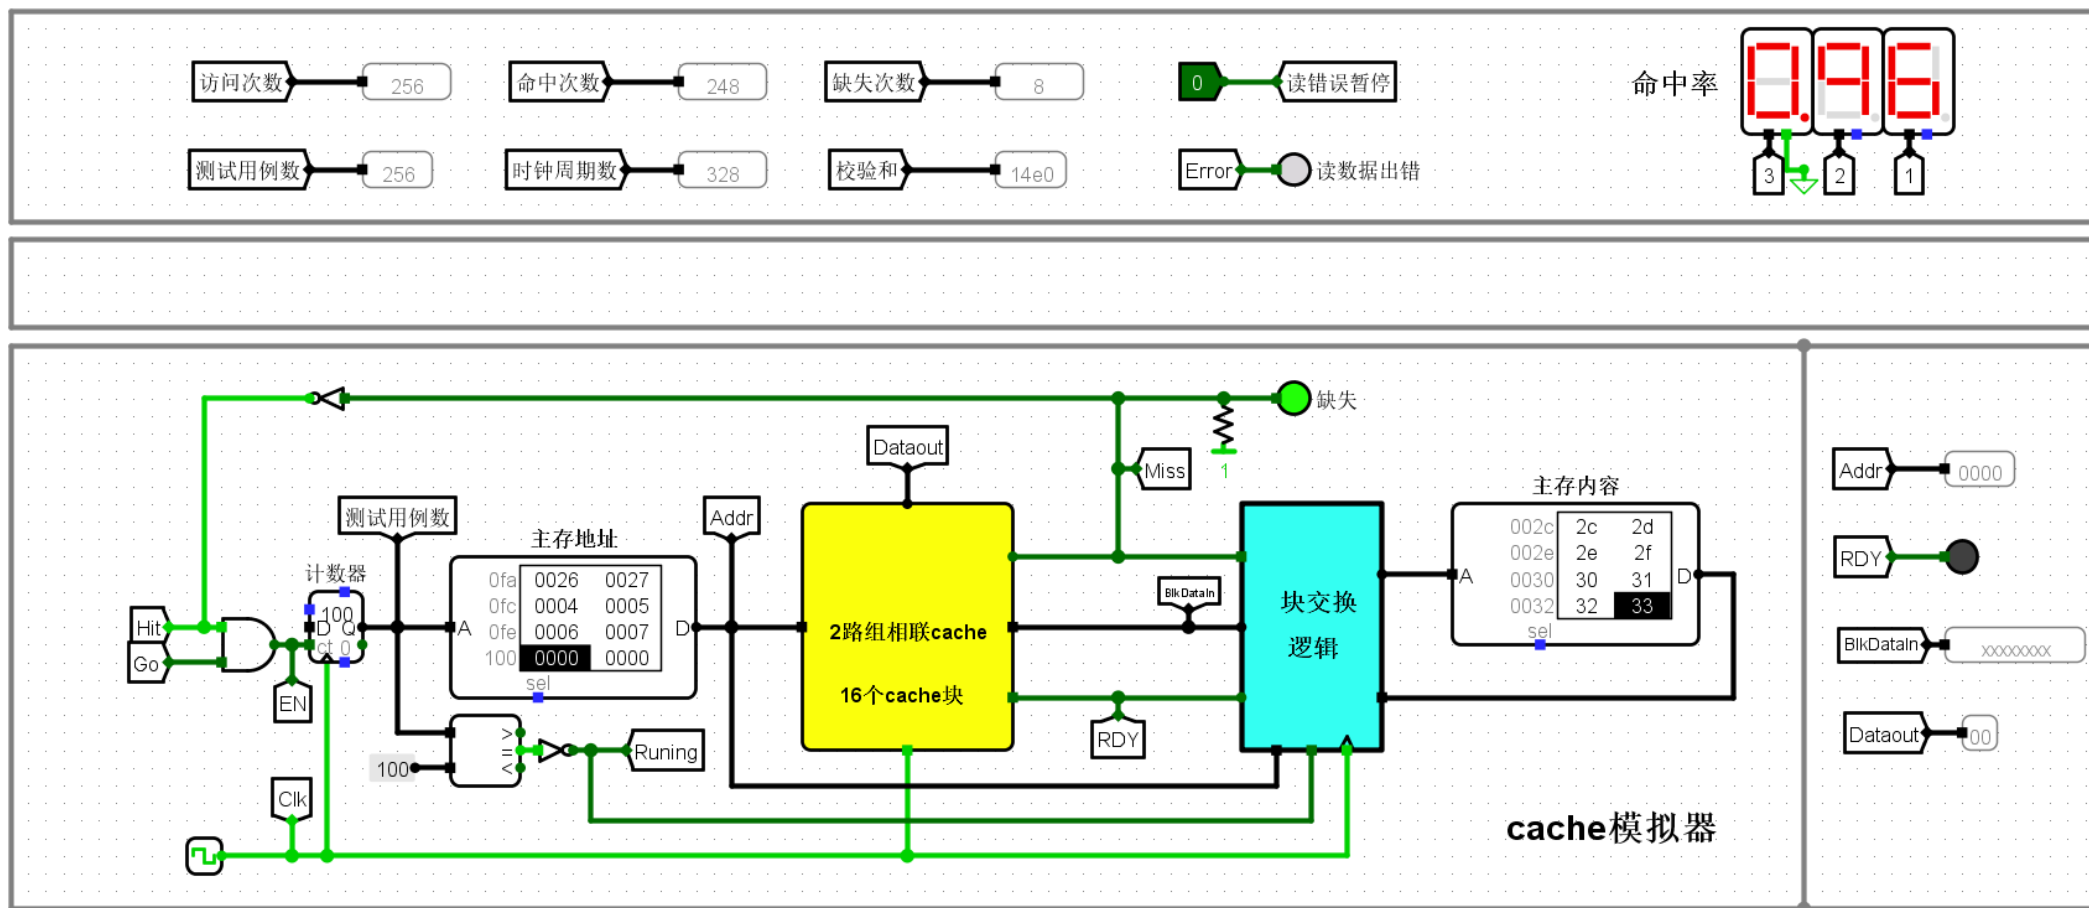 访问次数 256 命中次数 248 缺失次数 8 0 读错误暂停 命中率 0.96
测试用例数 256 时钟周期数 328 校验和 14e0 Error 读数据出错 3 2 1
缺失
Dataout
Miss 1
Addr 0000
测试用例数 Addr 主存内容
主存地址
002c 2c 2d
002e 2e 2f
0030 30 31
0032 32 33
A D
sel
RDY
计数器
100
D Q
ct 0
0fa 0026 0027
0fc 0004 0005
0fe 0006 0007
100 0000 0000
A D
sel
Hit
Go
EN
BlkDataIn
2路组相联cache
16个cache块
块交换
逻辑
BlkDataIn xxxxxxxx
RDY
Dataout 00
>
=
<
100
Runing
Clk
cache模拟器